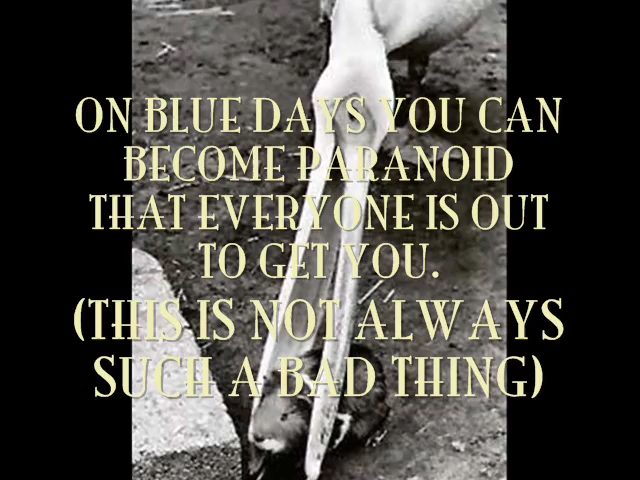 ON BLUE DAYS YOU CAN
BECOME PARANOID
THAT EVERYONE IS OUT
TO GET YOU.
(THIS IS NOT ALWAYS
SUCH A BAD THING)